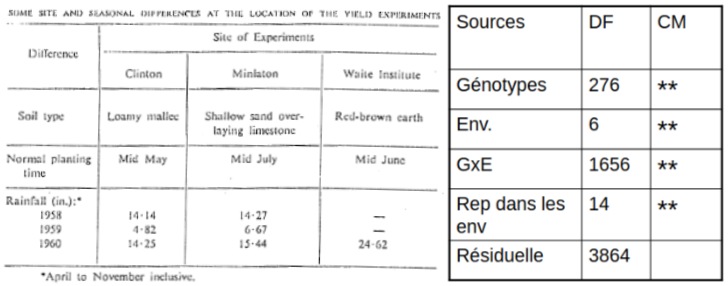 SOME SITE AND SEASONAL DIFFERENCES AT THE LOCATION OF THE YIELD EXPERIMENTS
Difference
Site of Experiments
Clinton Minlaton Waite Institute
Soil type Loamy mallee Shallow sand over-laying limestone Red-brown earth
Normal planting time Mid May Mid July Mid June
Rainfall (in.):*
1958 14·14 14·27 —
1959 4·82 6·67 —
1960 14·25 15·44 24·62
*April to November inclusive.
Sources DF CM
Génotypes 276 **
Env. 6 **
GxE 1656 **
Rep dans les env 14 **
Résiduelle 3864